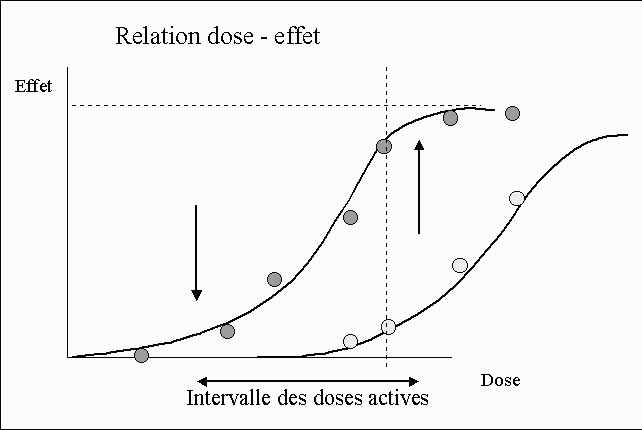 Relation dose - effet
Effet
Dose
Intervalle des doses actives